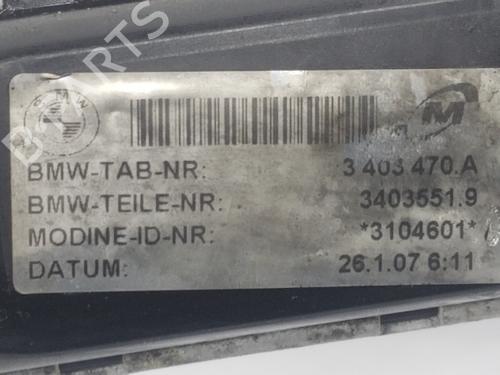 BMW
M
BMW-TAB-NR: 3 403 470.A
BMW-TEILE-NR: 3403551.9
MODINE-ID-NR: *3104601*
DATUM: 26.1.07 6:11